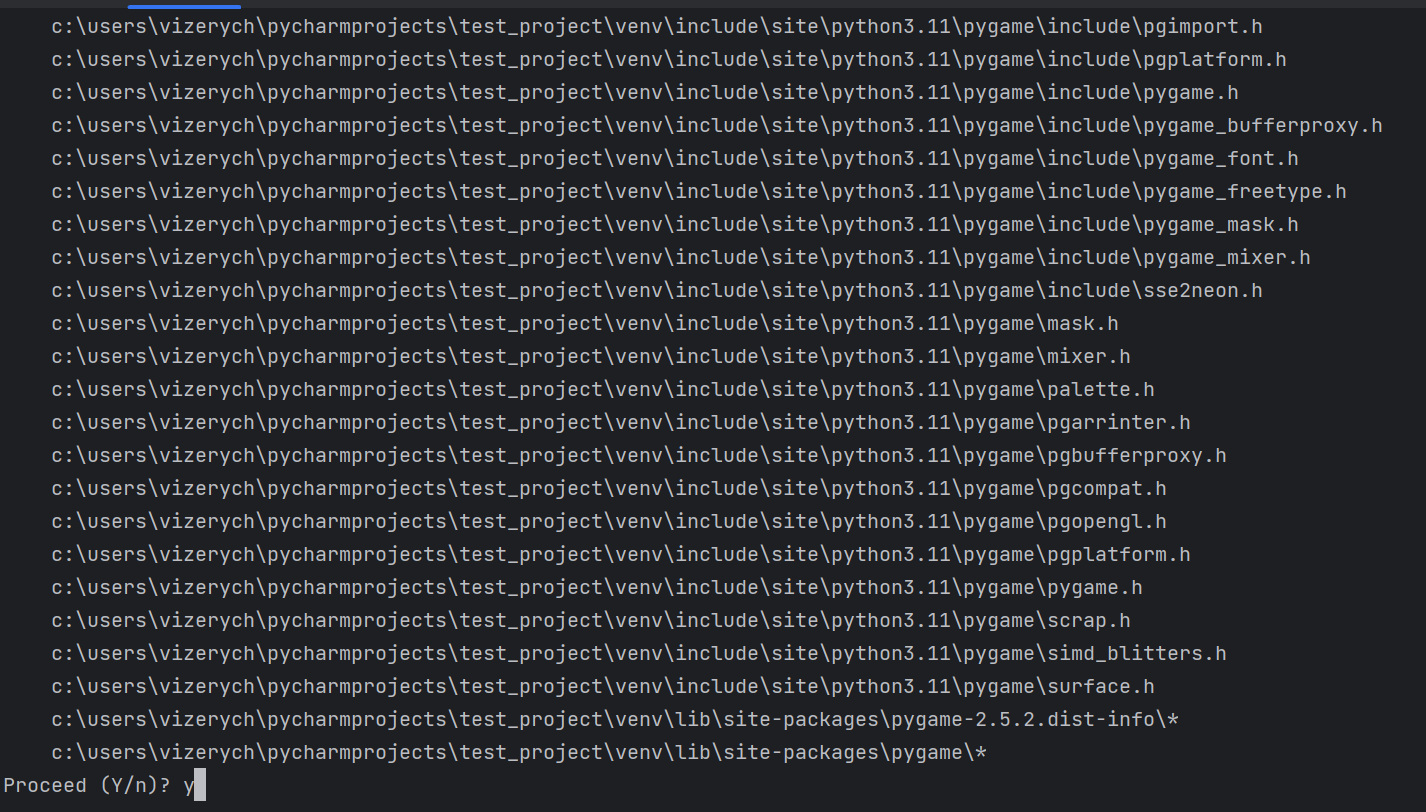 c:\users\vizerych\pycharmprojects\test_project\venv\include\site\python3.11\pygame\include\pgimport.h
c:\users\vizerych\pycharmprojects\test_project\venv\include\site\python3.11\pygame\include\pgplatform.h
c:\users\vizerych\pycharmprojects\test_project\venv\include\site\python3.11\pygame\include\pygame.h
c:\users\vizerych\pycharmprojects\test_project\venv\include\site\python3.11\pygame\include\pygame_bufferproxy.h
c:\users\vizerych\pycharmprojects\test_project\venv\include\site\python3.11\pygame\include\pygame_font.h
c:\users\vizerych\pycharmprojects\test_project\venv\include\site\python3.11\pygame\include\pygame_freetype.h
c:\users\vizerych\pycharmprojects\test_project\venv\include\site\python3.11\pygame\include\pygame_mask.h
c:\users\vizerych\pycharmprojects\test_project\venv\include\site\python3.11\pygame\include\pygame_mixer.h
c:\users\vizerych\pycharmprojects\test_project\venv\include\site\python3.11\pygame\include\sse2neon.h
c:\users\vizerych\pycharmprojects\test_project\venv\include\site\python3.11\pygame\mask.h
c:\users\vizerych\pycharmprojects\test_project\venv\include\site\python3.11\pygame\mixer.h
c:\users\vizerych\pycharmprojects\test_project\venv\include\site\python3.11\pygame\palette.h
c:\users\vizerych\pycharmprojects\test_project\venv\include\site\python3.11\pygame\pgarrinter.h
c:\users\vizerych\pycharmprojects\test_project\venv\include\site\python3.11\pygame\pgbufferproxy.h
c:\users\vizerych\pycharmprojects\test_project\venv\include\site\python3.11\pygame\pgcompat.h
c:\users\vizerych\pycharmprojects\test_project\venv\include\site\python3.11\pygame\pgopengl.h
c:\users\vizerych\pycharmprojects\test_project\venv\include\site\python3.11\pygame\pgplatform.h
c:\users\vizerych\pycharmprojects\test_project\venv\include\site\python3.11\pygame\pygame.h
c:\users\vizerych\pycharmprojects\test_project\venv\include\site\python3.11\pygame\scrap.h
c:\users\vizerych\pycharmprojects\test_project\venv\include\site\python3.11\pygame\simd_blitters.h
c:\users\vizerych\pycharmprojects\test_project\venv\include\site\python3.11\pygame\surface.h
c:\users\vizerych\pycharmprojects\test_project\venv\lib\site-packages\pygame-2.5.2.dist-info\*
c:\users\vizerych\pycharmprojects\test_project\venv\lib\site-packages\pygame\*
Proceed (Y/n)? y